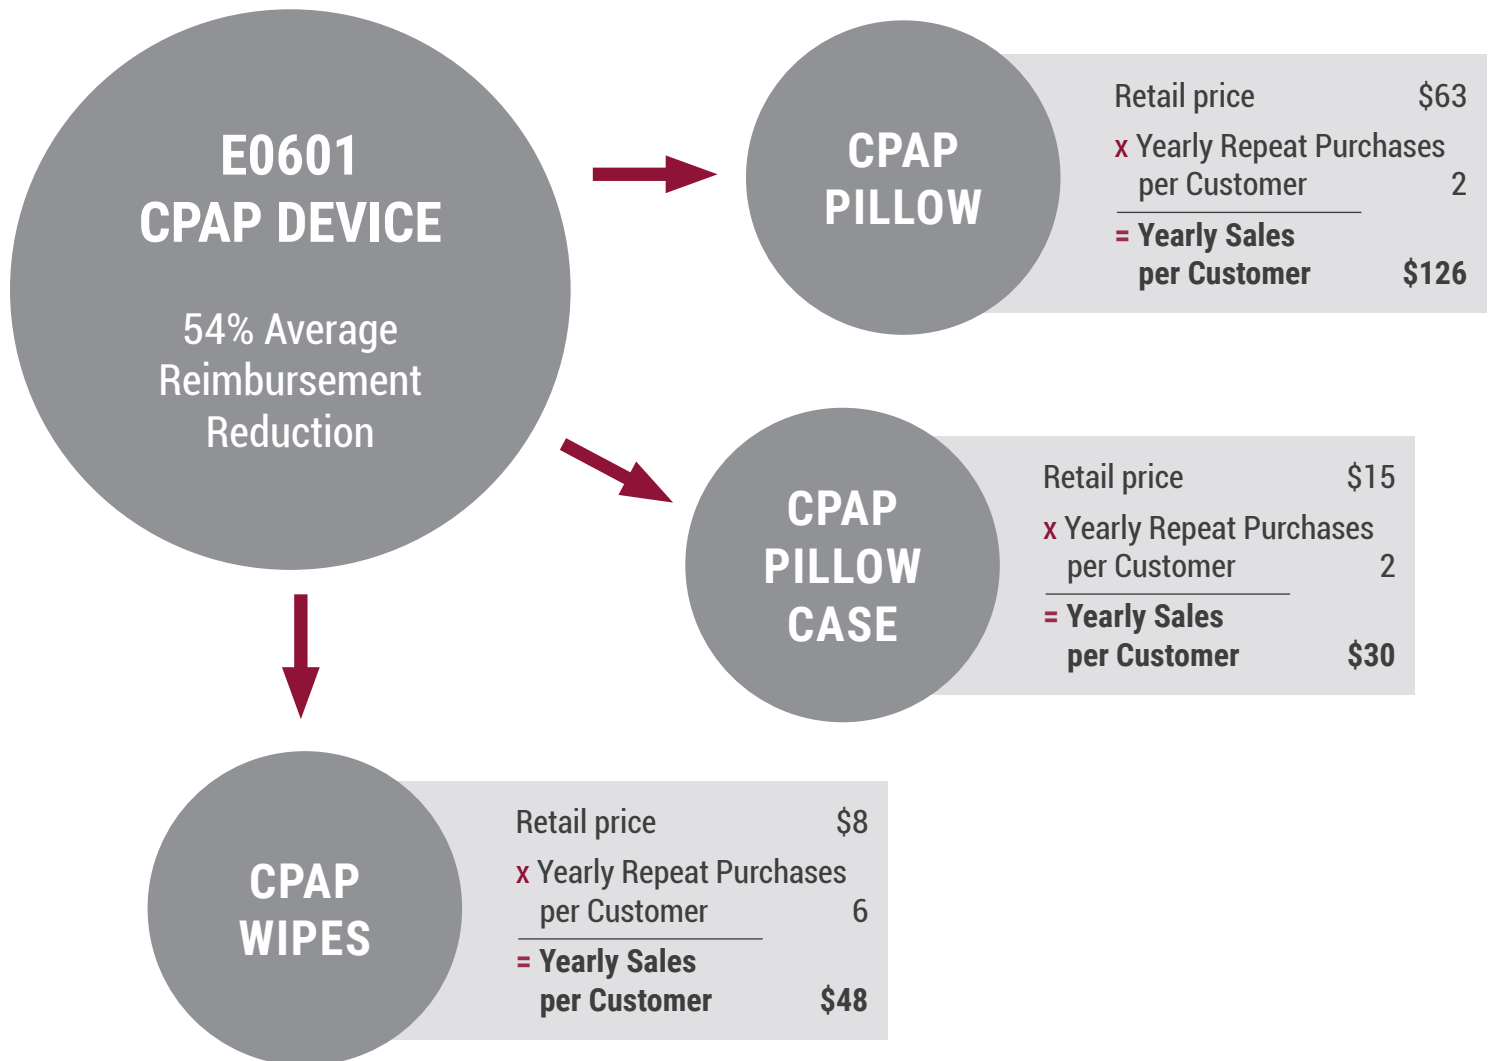 E0601
CPAP DEVICE
54% Average
Reimbursement
Reduction
CPAP
PILLOW
Retail price $63
x Yearly Repeat Purchases
per Customer 2
= Yearly Sales
per Customer $126
CPAP
PILLOW
CASE
Retail price $15
x Yearly Repeat Purchases
per Customer 2
= Yearly Sales
per Customer $30
CPAP
WIPES
Retail price $8
x Yearly Repeat Purchases
per Customer 6
= Yearly Sales
per Customer $48